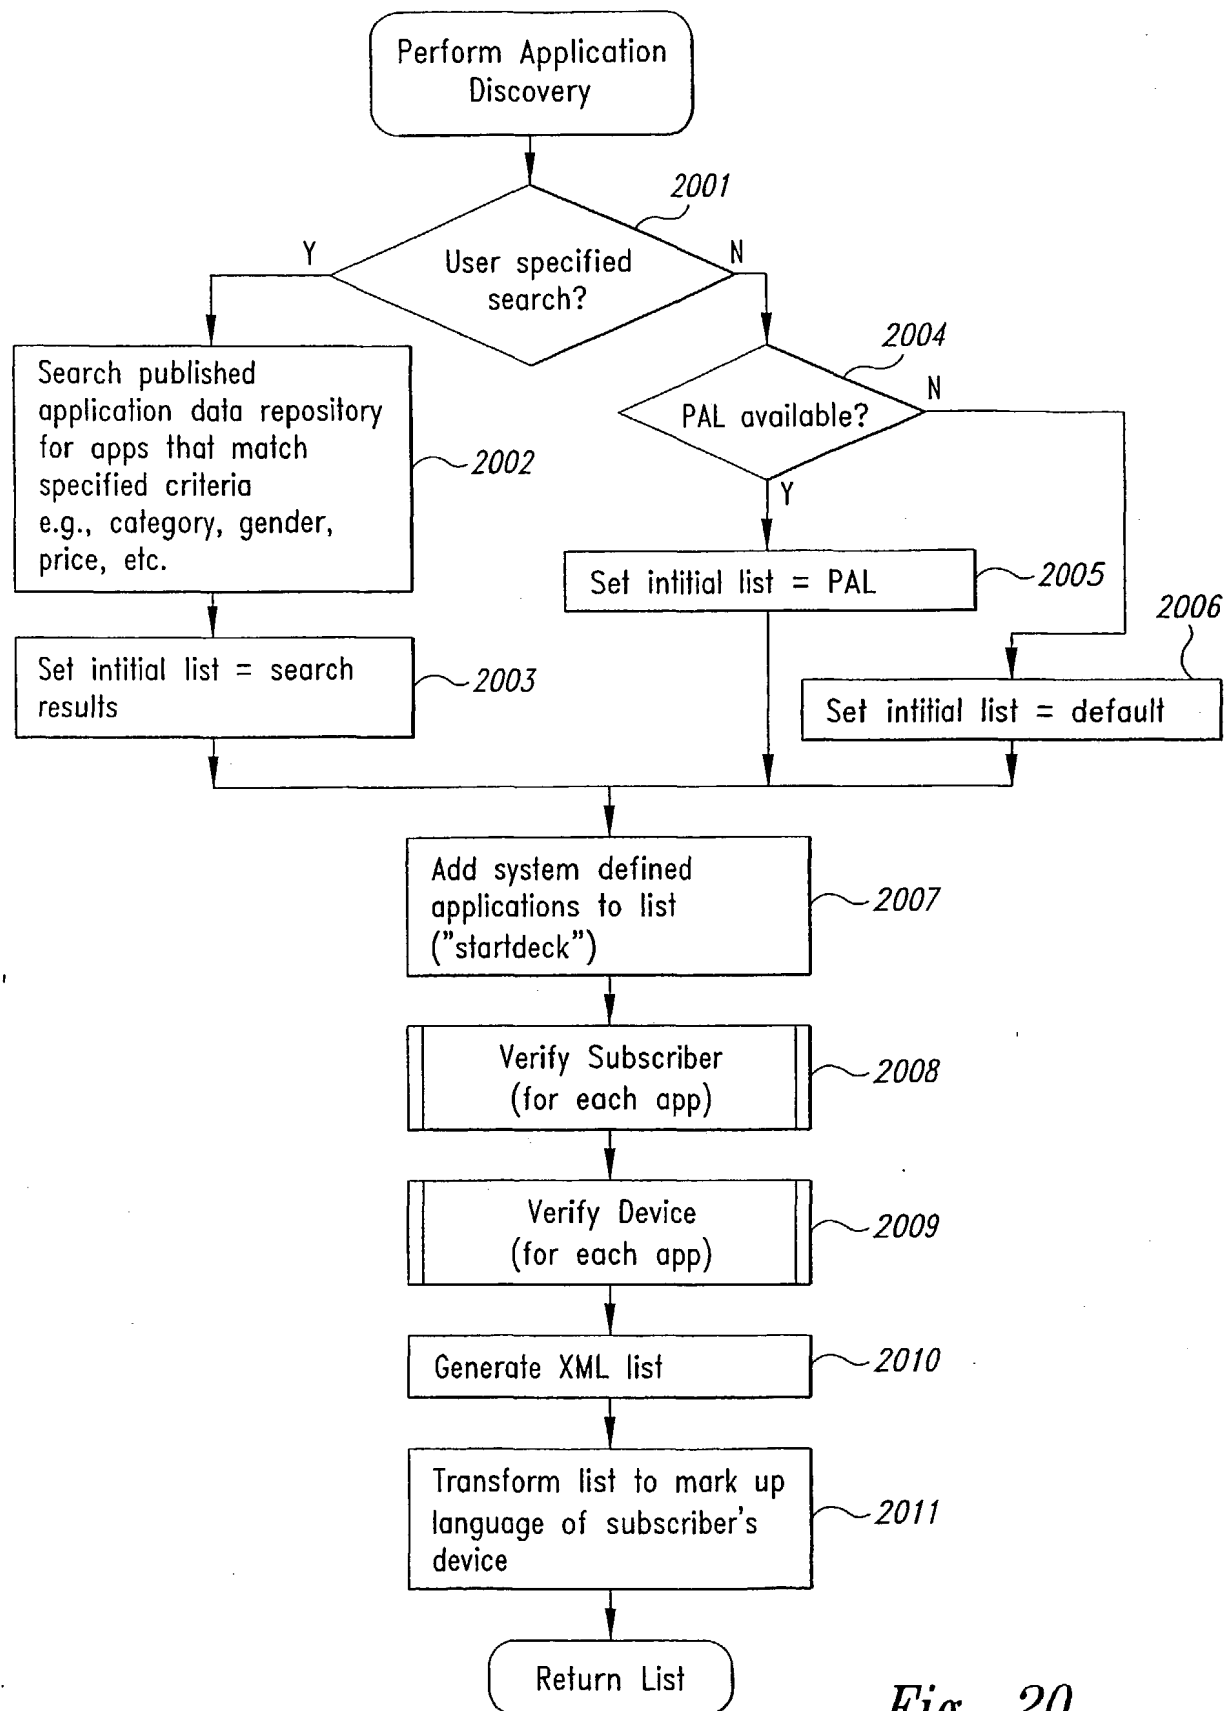 Perform Application
Discovery
2001
Y
User specified
search?
N
2004
Search published
application data repository
for apps that match
specified criteria
e.g., category, gender,
price, etc.
2002
PAL available?
N
Y
Set intitial list = PAL
2005
2006
Set intitial list = search
results
2003
Set intitial list = default
Add system defined
applications to list
("startdeck")
2007
Verify Subscriber
(for each app)
2008
Verify Device
(for each app)
2009
Generate XML list
2010
Transform list to mark up
language of subscriber's
device
2011
Return List
Fig. 20